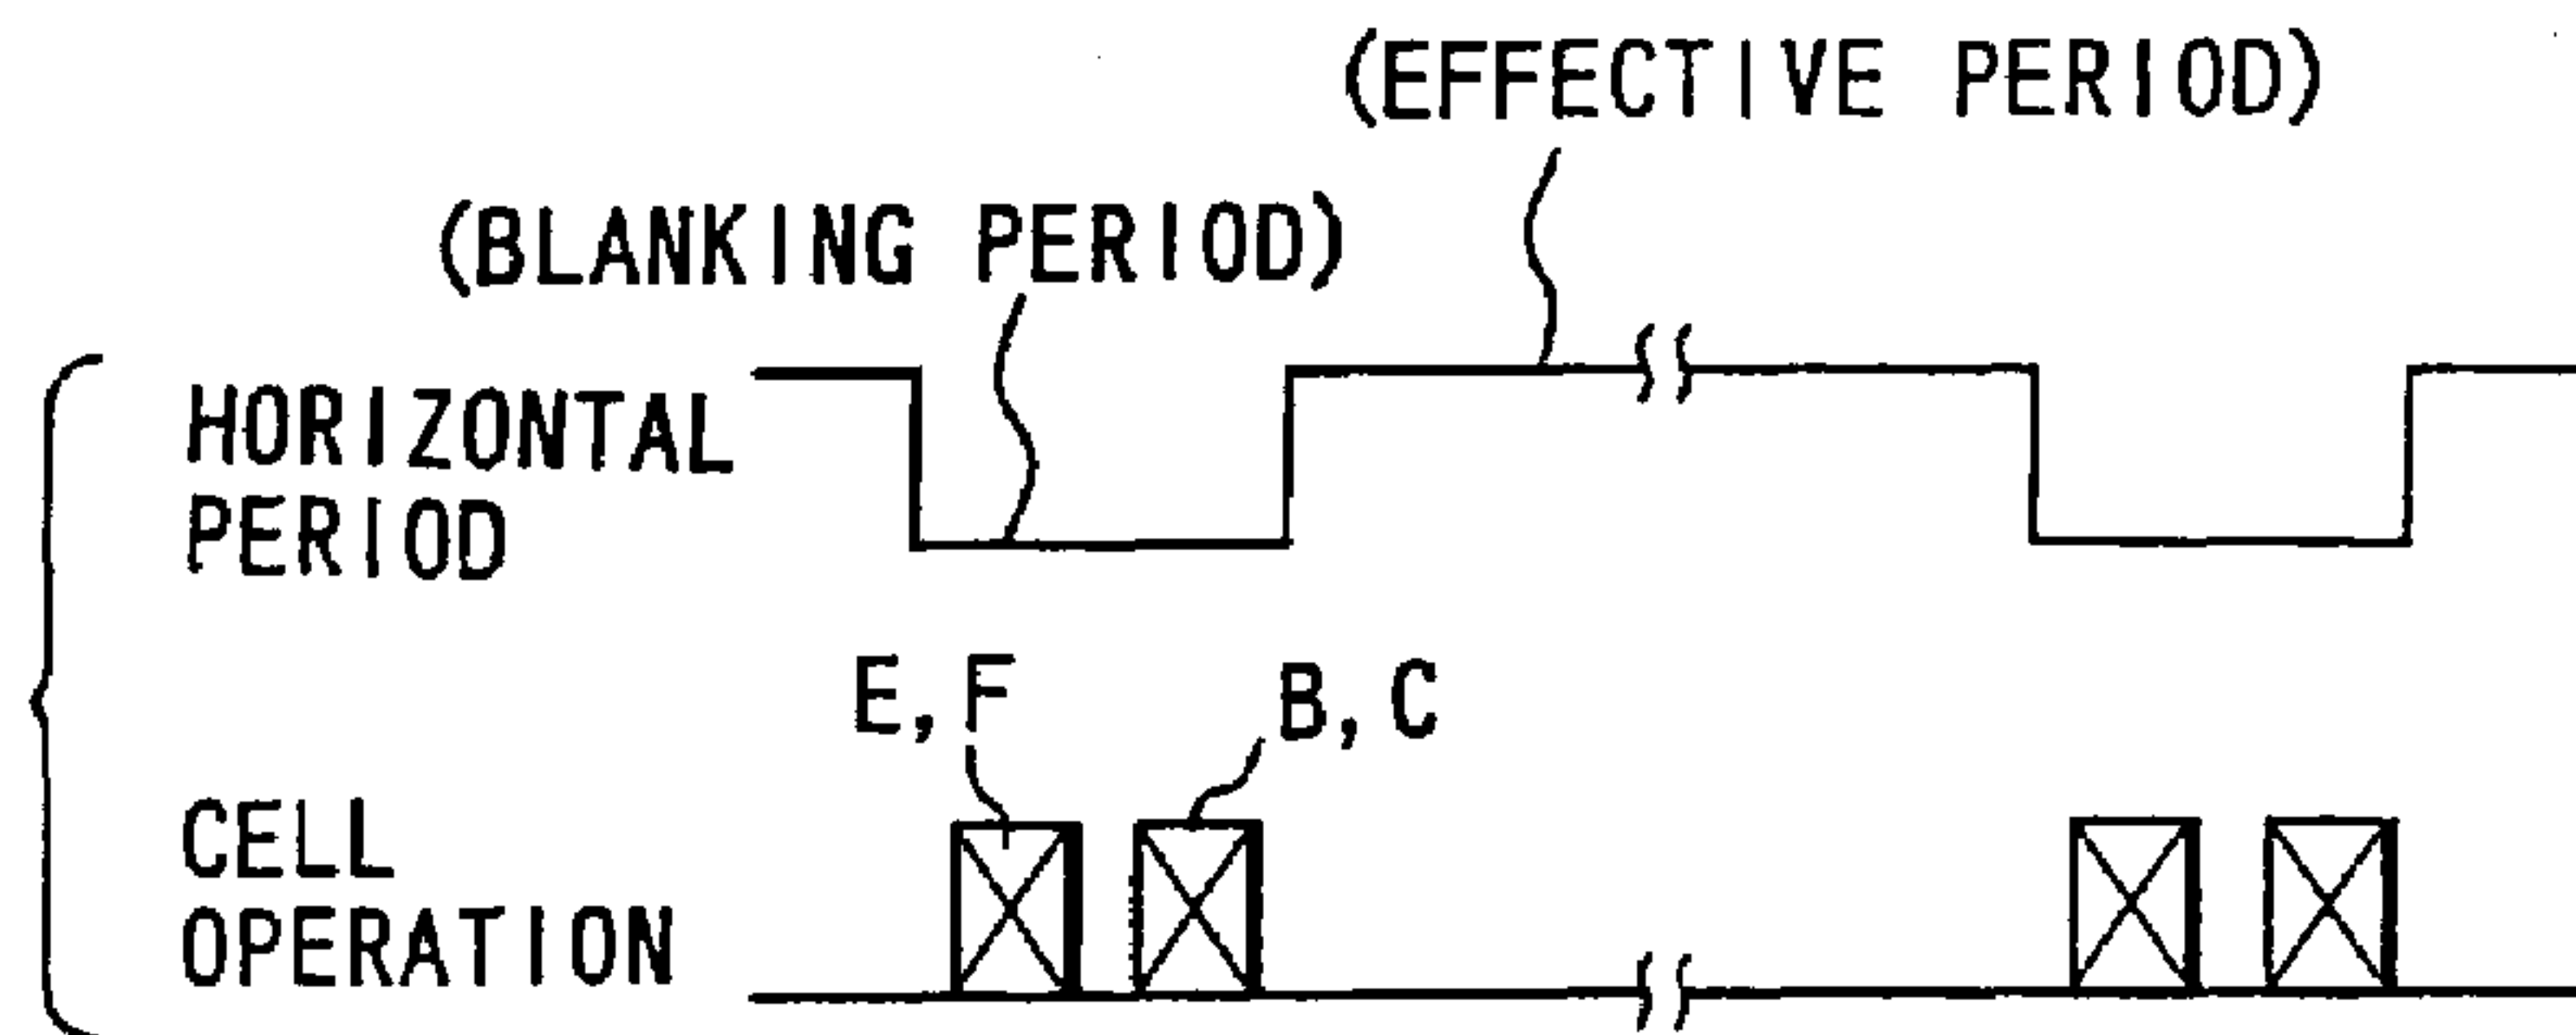 (EFFECTIVE PERIOD)
(BLANKING PERIOD)
HORIZONTAL
PERIOD
E, F
B, C
CELL
OPERATION